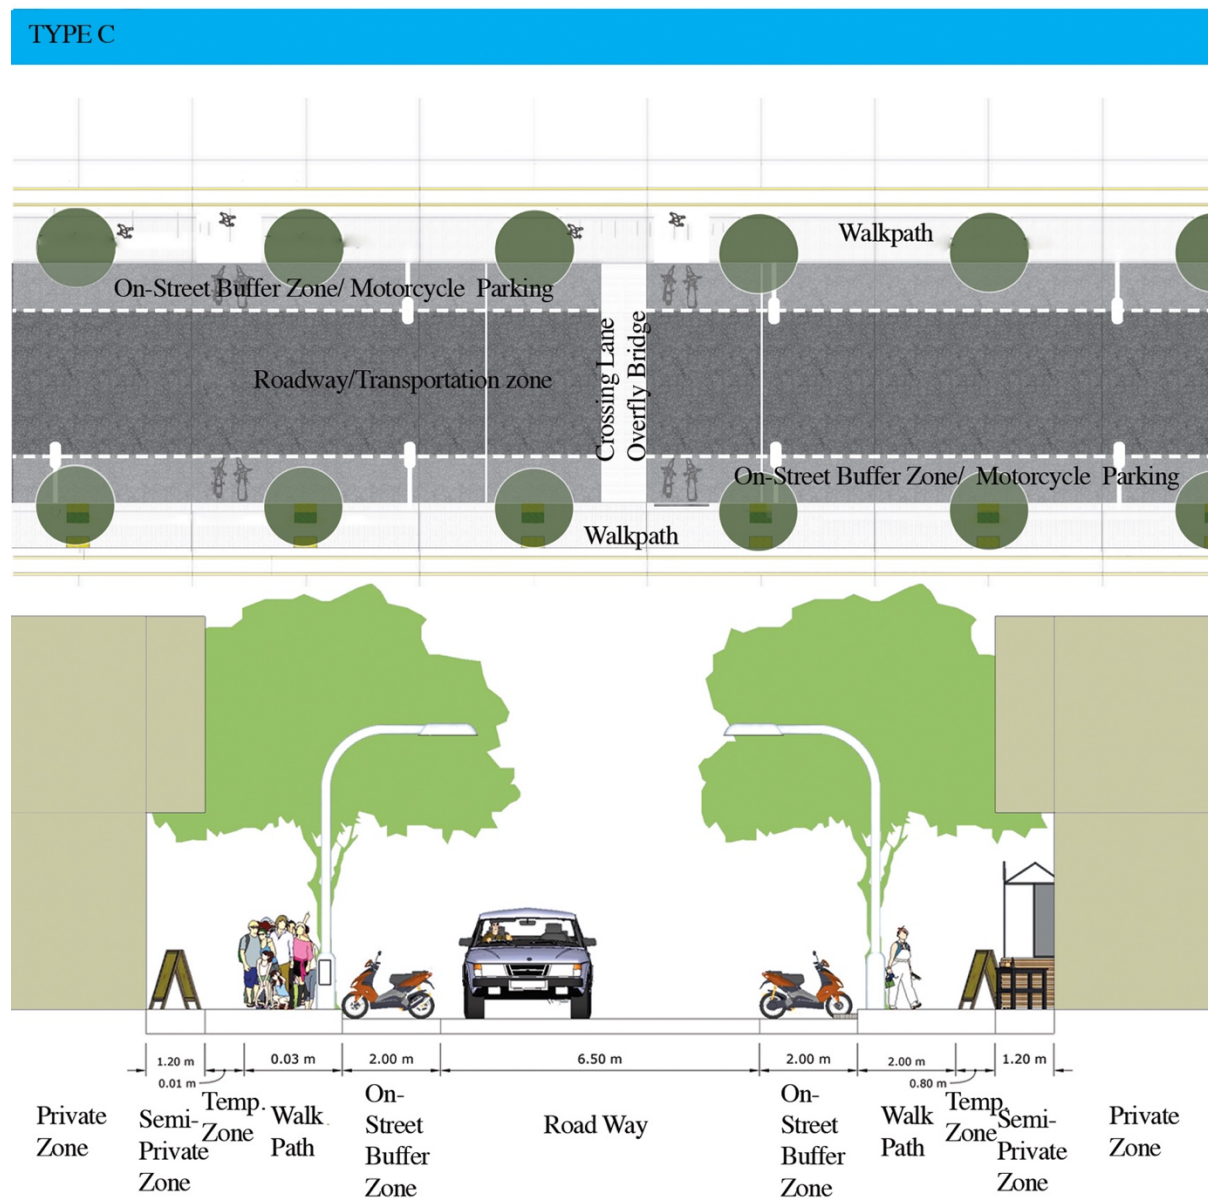 TYPE C
Walkpath
On-Street Buffer Zone/ Motorcycle Parking
Roadway/Transportation zone
Crossing Lane
Overfly Bridge
On-Street Buffer Zone/ Motorcycle Parking
Walkpath
1.20 m
0.01 m
0.03 m
2.00 m
6.50 m
2.00 m
2.00 m
0.80 m
1.20 m
Private
Zone
Semi-
Private
Zone
Temp.
Zone
Walk
Path
On-
Street
Buffer
Zone
Road Way
On-
Street
Buffer
Zone
Walk
Path
Temp.
Zone
Semi-
Private
Zone
Private
Zone